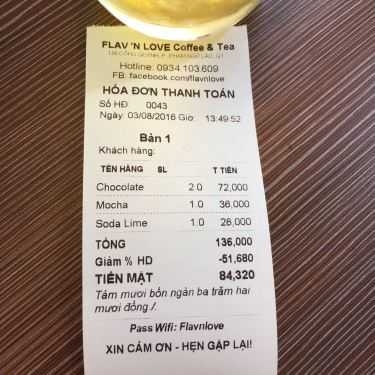 FLAV 'N LOVE Coffee & Tea
Hotline: 0934.103.609
FB: facebook.com/flavnlove
HÓA ĐƠN THANH TOÁN
Số HĐ: 0043
Ngày: 03/08/2016 Giờ: 13:49:52
Bàn 1
Khách hàng:
TÊN HÀNG SL T TIỀN
Chocolate 2.0 72,000
Mocha 1.0 36,000
Soda Lime 1.0 28,000
TỔNG 136,000
Giảm % HD -51,680
TIỀN MẶT 84,320
Tám mươi bốn ngàn ba trăm hai
mươi đồng./.
Pass Wifi: Flavnlove
XIN CẢM ƠN - HẸN GẶP LẠI!